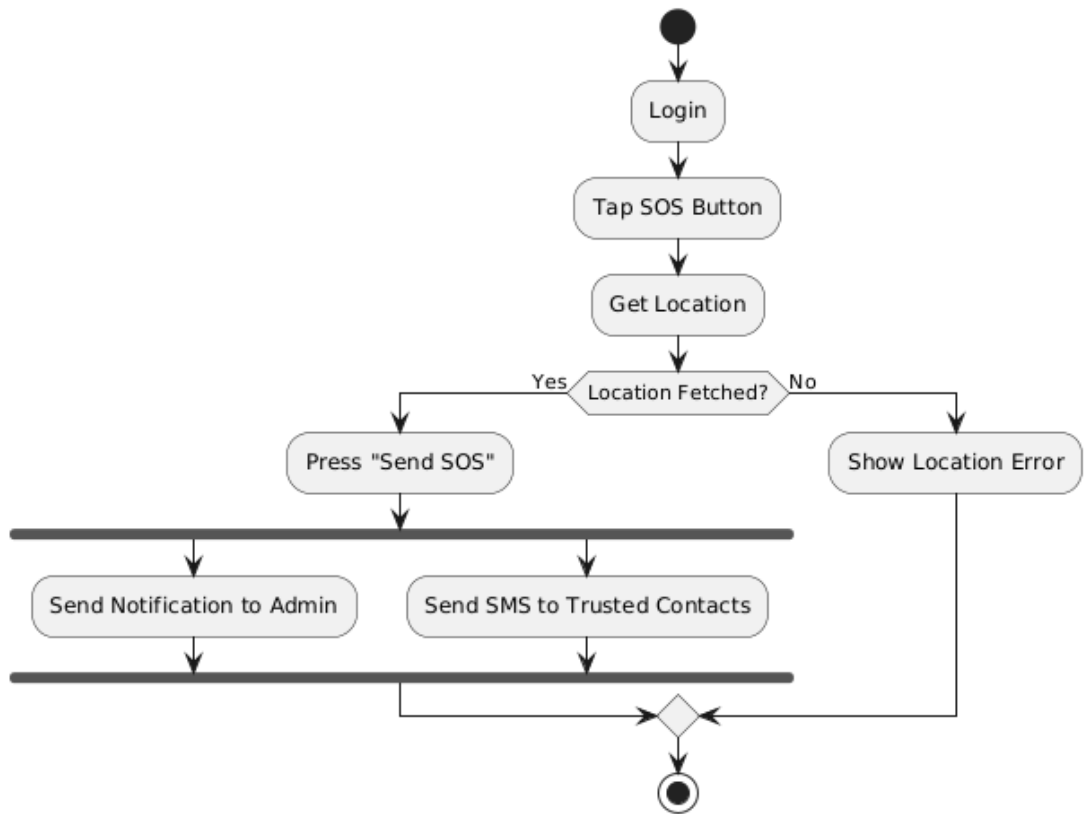 Login
Tap SOS Button
Get Location
Yes
Location Fetched?
No
Press "Send SOS"
Show Location Error
Send Notification to Admin
Send SMS to Trusted Contacts